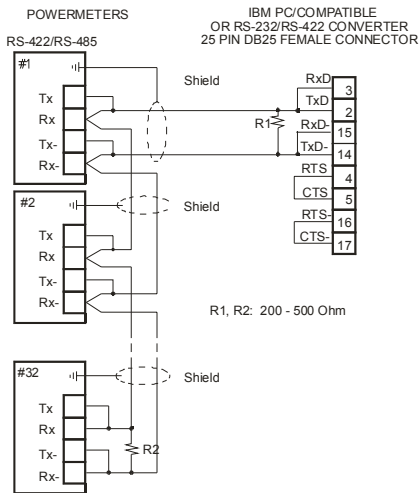 POWERMETERS
IBM PC/COMPATIBLE
OR RS-232/RS-422 CONVERTER
25 PIN DB25 FEMALE CONNECTOR
RS-422/RS-485
#1
Tx
Rx
Tx-
Rx-
Shield
R1
RxD 3
TxD 2
RxD- 15
TxD- 14
RTS 4
CTS 5
RTS- 16
CTS- 17
#2
Tx
Rx
Tx-
Rx-
Shield
R1, R2: 200 - 500 Ohm
#32
Tx
Rx
Tx-
Rx-
Shield
R2